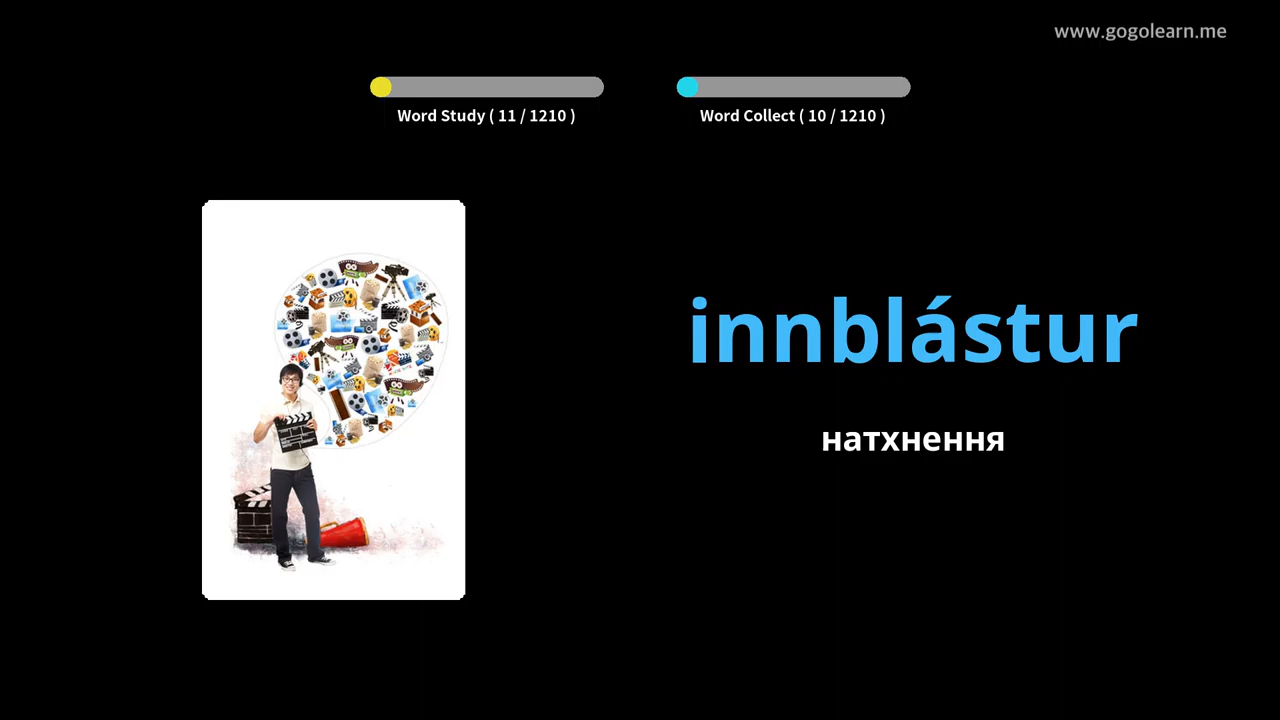 www.gogolearn.me
Word Study ( 11 / 1210 )
Word Collect ( 10 / 1210 )
innblástur
натхнення